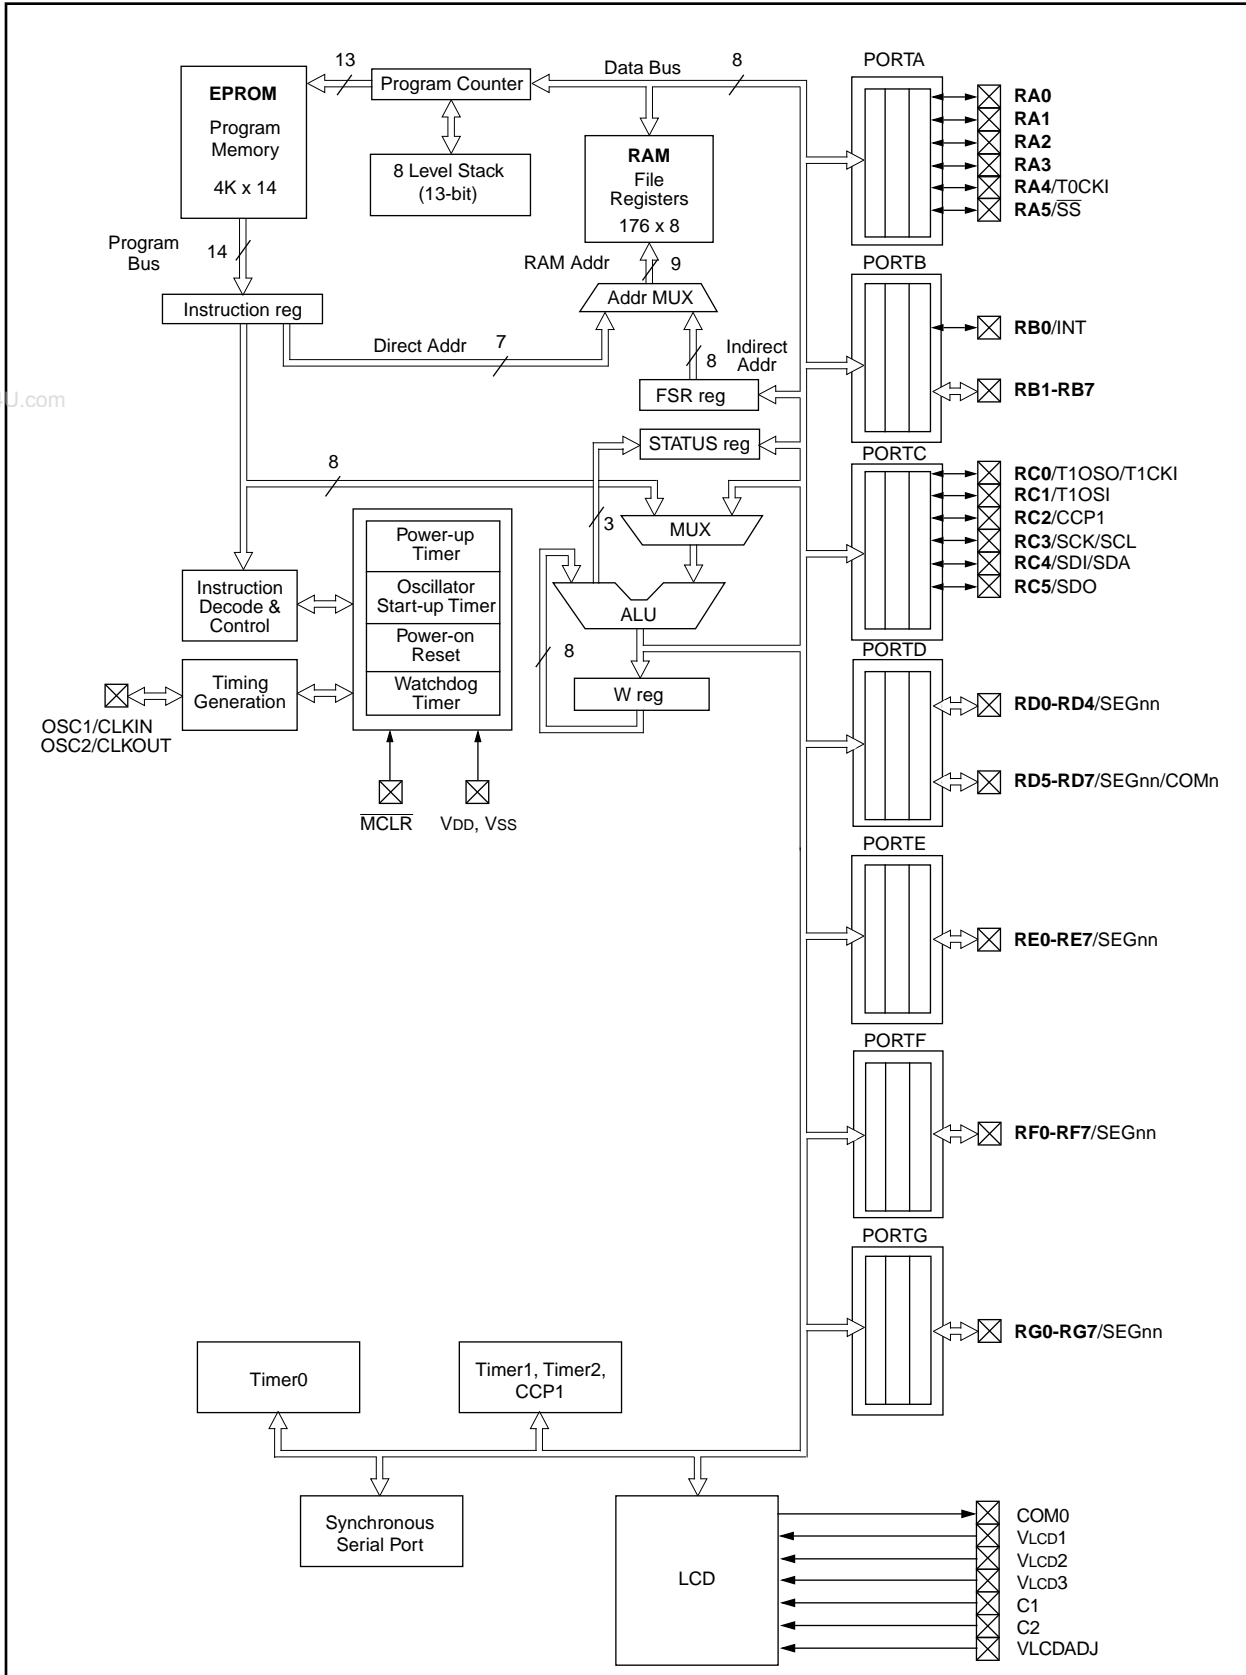 13
Data Bus
8
PORTA
EPROM
Program
Memory
4K x 14
Program Counter
8 Level Stack
(13-bit)
RAM
File
Registers
176 x 8
RA0
RA1
RA2
RA3
RA4/T0CKI
RA5/SS
Program
Bus
14
RAM Addr
9
PORTB
Instruction reg
Addr MUX
RB0/INT
Direct Addr
7
8
Indirect
Addr
FSR reg
RB1-RB7
U.com
STATUS reg
PORTC
8
RC0/T1OSO/T1CKI
RC1/T1OSI
RC2/CCP1
RC3/SCK/SCL
RC4/SDI/SDA
RC5/SDO
3
MUX
Power-up
Timer
Oscillator
Start-up Timer
Power-on
Reset
Watchdog
Timer
Instruction
Decode &
Control
ALU
8
W reg
Timing
Generation
OSC1/CLKIN
OSC2/CLKOUT
MCLR
VDD, VSS
PORTD
RD0-RD4/SEGnn
RD5-RD7/SEGnn/COMn
PORTE
RE0-RE7/SEGnn
PORTF
RF0-RF7/SEGnn
PORTG
RG0-RG7/SEGnn
Timer0
Timer1, Timer2,
CCP1
Synchronous
Serial Port
LCD
COM0
VLCD1
VLCD2
VLCD3
C1
C2
VLCDADJ